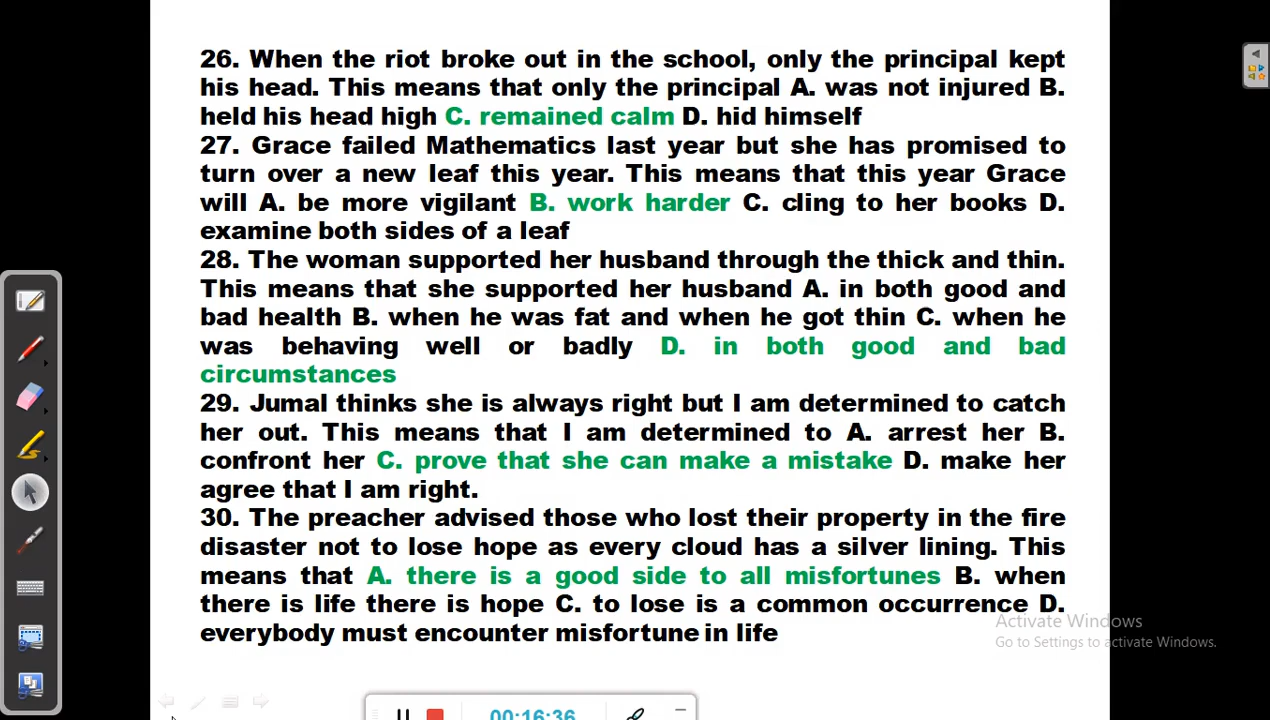 26. When the riot broke out in the school, only the principal kept
his head. This means that only the principal A. was not injured B.
held his head high C. remained calm D. hid himself
27. Grace failed Mathematics last year but she has promised to
turn over a new leaf this year. This means that this year Grace
will A. be more vigilant B. work harder C. cling to her books D.
examine both sides of a leaf
28. The woman supported her husband through the thick and thin.
This means that she supported her husband A. in both good and
bad health B. when he was fat and when he got thin C. when he
was behaving well or badly D. in both good and bad
circumstances
29. Jumal thinks she is always right but I am determined to catch
her out. This means that I am determined to A. arrest her B.
confront her C. prove that she can make a mistake D. make her
agree that I am right.
30. The preacher advised those who lost their property in the fire
disaster not to lose hope as every cloud has a silver lining. This
means that A. there is a good side to all misfortunes B. when
there is life there is hope C. to lose is a common occurrence D.
everybody must encounter misfortune in life
Activate Windows
Go to Settings to activate Windows.
00:16:36